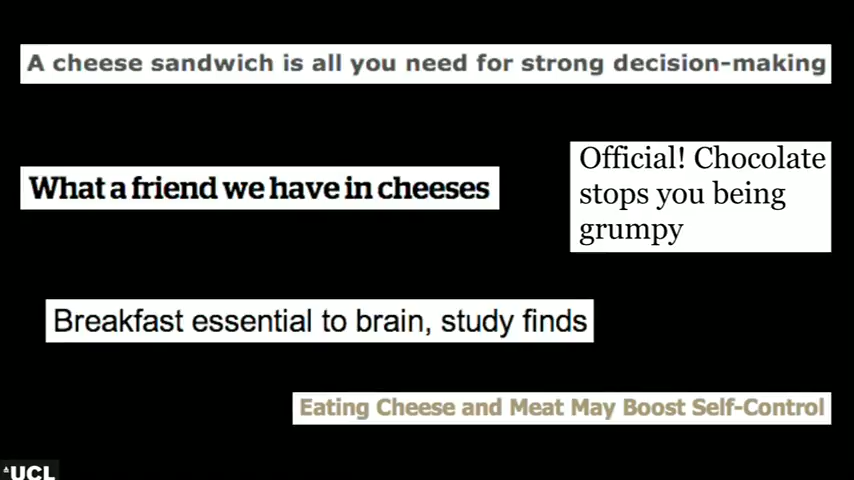 A cheese sandwich is all you need for strong decision-making
What a friend we have in cheeses
Official! Chocolate
stops you being
grumpy
Breakfast essential to brain, study finds
Eating Cheese and Meat May Boost Self-Control
UCL